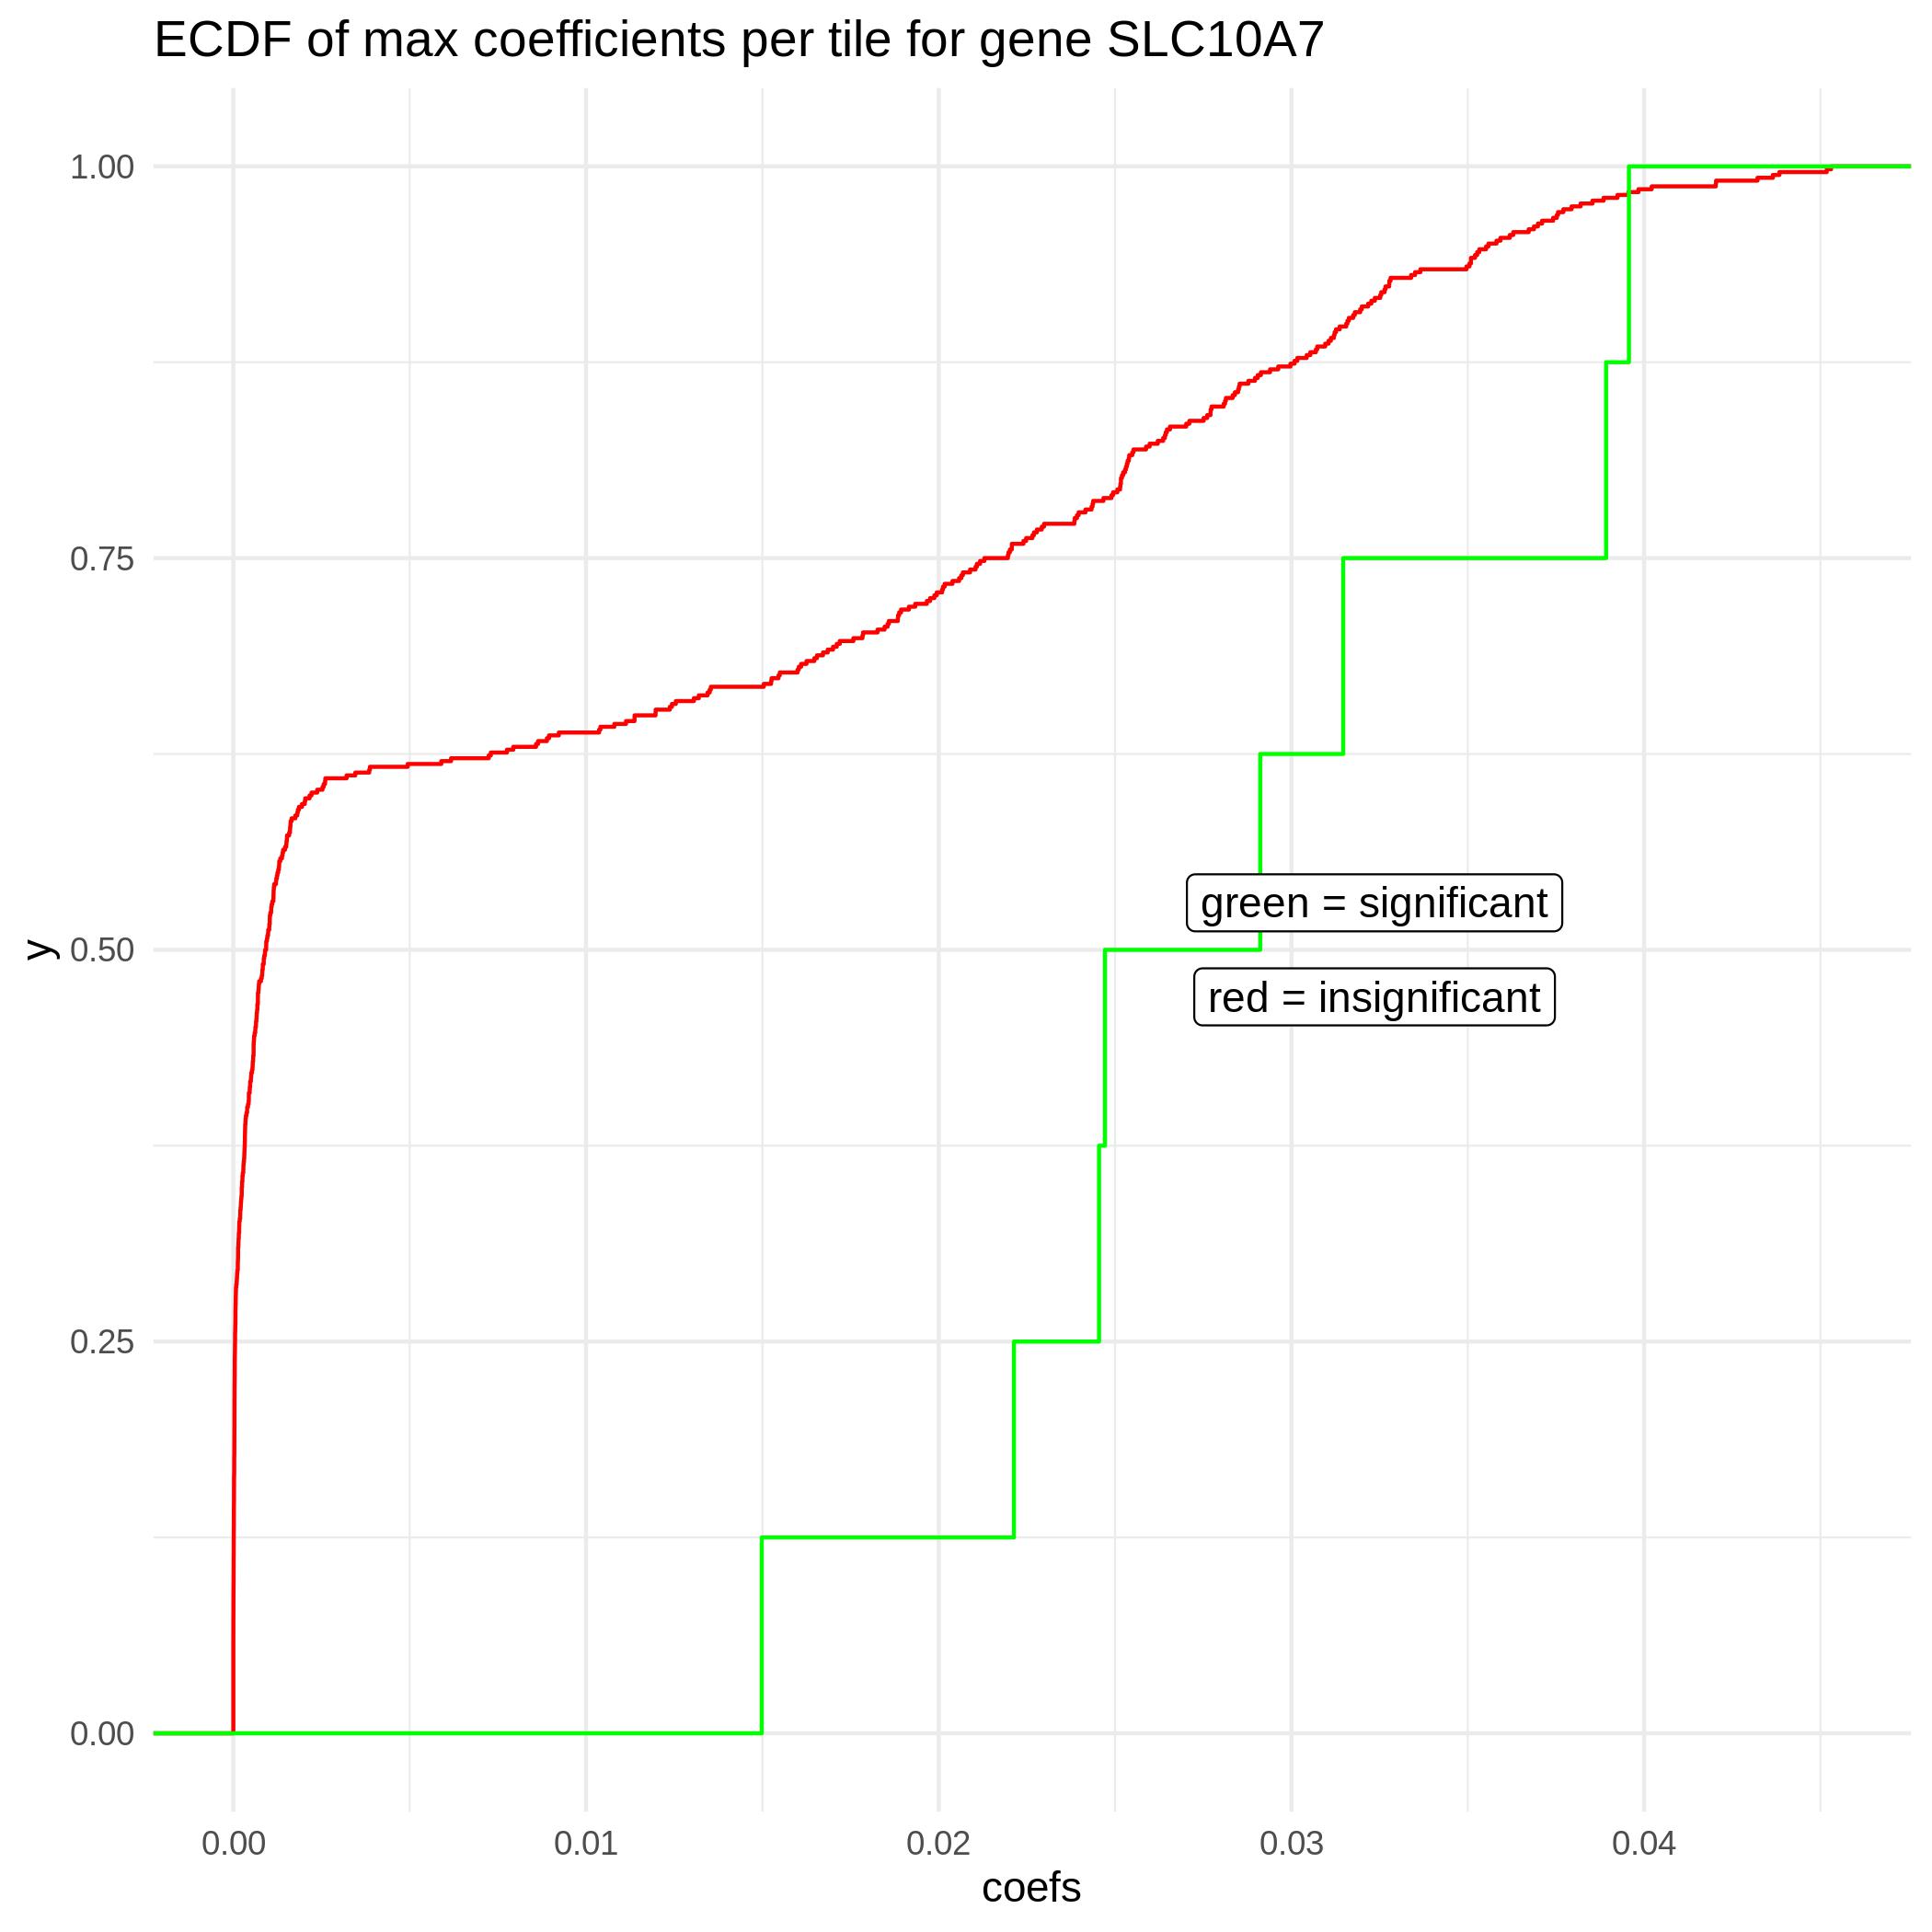 ECDF of max coefficients per tile for gene SLC10A7
1.00
0.75
0.50
0.25
0.00
y
green = significant
red = insignificant
0.00 0.01 0.02 0.03 0.04
coefs